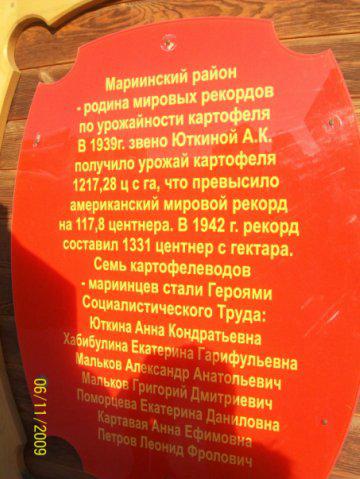 Мариинский район
- родина мировых рекордов
по урожайности картофеля
В 1939г. звено Юткиной А.К.
получило урожай картофеля
1217,28 ц с га, что превысило
американский мировой рекорд
на 117,8 центнера. В 1942 г. рекорд
составил 1331 центнер с гектара.
Семь картофелеводов
- мариинцев стали Героями
Социалистического Труда:
Юткина Анна Кондратьевна
Хабибулина Екатерина Гарифульевна
Мальков Александр Анатольевич
Мальков Григорий Дмитриевич
Поморцева Екатерина Даниловна
Картавая Анна Ефимовна
Петров Леонид Фролович
06/11/2009